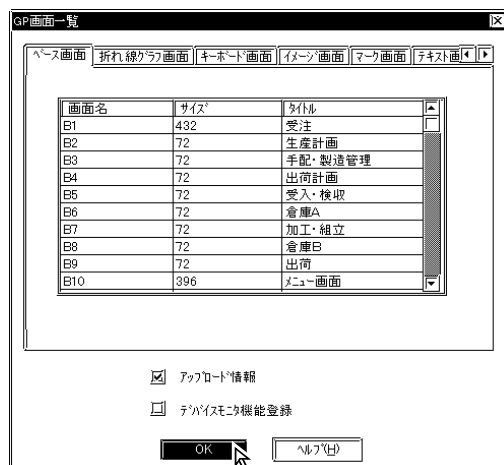 GP画面一覧
ﾍﾞｰｽ画面 折れ線ｸﾞﾗﾌ画面 ｷｰﾎﾞｰﾄﾞ画面 ｲﾒｰｼﾞ画面 ﾏｰｸ画面 ﾃｷｽﾄ画
画面名 ｻｲｽﾞ ﾀｲﾄﾙ
B1 432 受注
B2 72 生産計画
B3 72 手配・製造管理
B4 72 出荷計画
B5 72 受入・検収
B6 72 倉庫A
B7 72 加工・組立
B8 72 倉庫B
B9 72 出荷
B10 396 ﾒﾆｭｰ画面
ｱｯﾌﾟﾛｰﾄﾞ情報
ﾃﾞﾊﾞｲｽﾓﾆﾀ機能登録
OK ﾍﾙﾌﾟ(H)